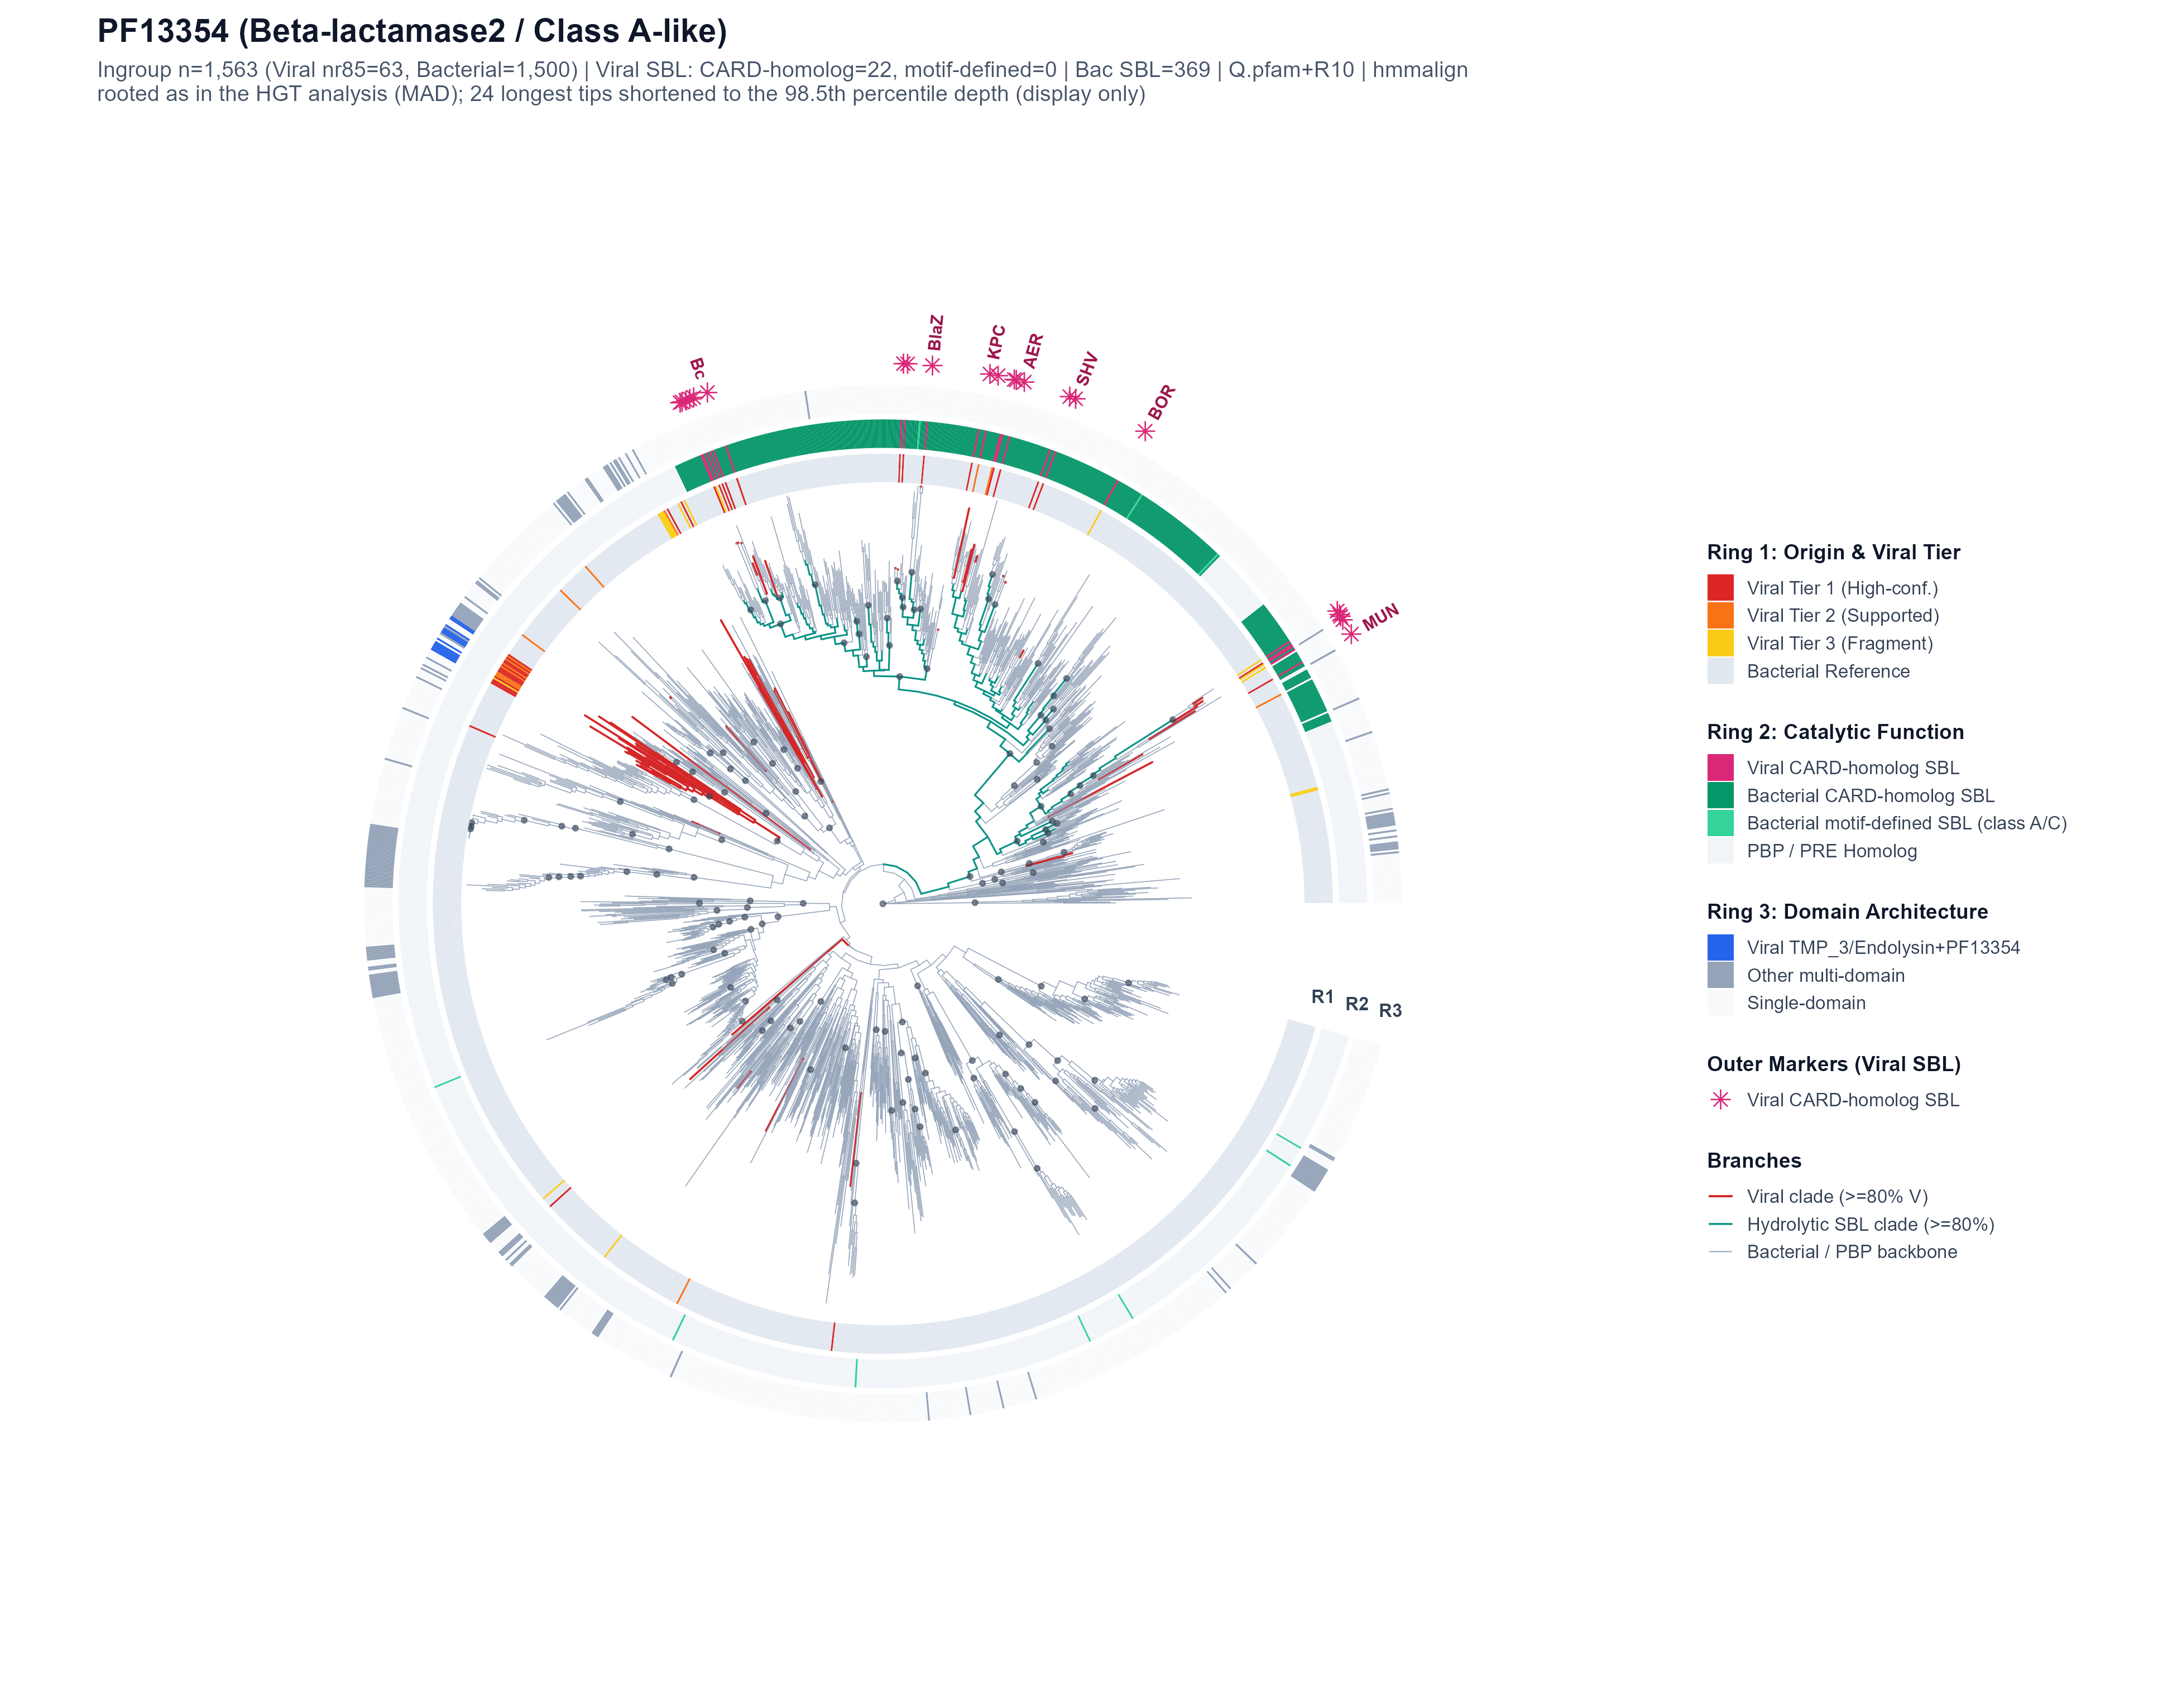 PF13354 (Beta-lactamase2 / Class A-like)
Ingroup n=1,563 (Viral nr85=63, Bacterial=1,500) | Viral SBL: CARD-homolog=22, motif-defined=0 | Bac SBL=369 | Q.pfam+R10 | hmmalign
rooted as in the HGT analysis (MAD); 24 longest tips shortened to the 98.5th percentile depth (display only)
Bc
BlaZ
KPC
AER
SHV
BOR
MUN
R1
R2
R3
Ring 1: Origin & Viral Tier
Viral Tier 1 (High-conf.)
Viral Tier 2 (Supported)
Viral Tier 3 (Fragment)
Bacterial Reference
Ring 2: Catalytic Function
Viral CARD-homolog SBL
Bacterial CARD-homolog SBL
Bacterial motif-defined SBL (class A/C)
PBP / PRE Homolog
Ring 3: Domain Architecture
Viral TMP_3/Endolysin+PF13354
Other multi-domain
Single-domain
Outer Markers (Viral SBL)
Viral CARD-homolog SBL
Branches
Viral clade (>=80% V)
Hydrolytic SBL clade (>=80%)
Bacterial / PBP backbone